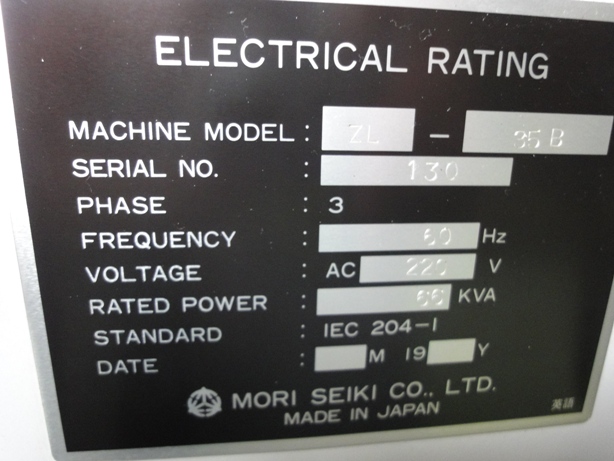 ELECTRICAL RATING
MACHINE MODEL : ZL - 35B
SERIAL NO. : 130
PHASE : 3
FREQUENCY : 60 Hz
VOLTAGE : AC 220 V
RATED POWER : 66 KVA
STANDARD : IEC 204-1
DATE : M 19 Y
MORI SEIKI CO., LTD.
MADE IN JAPAN
英語